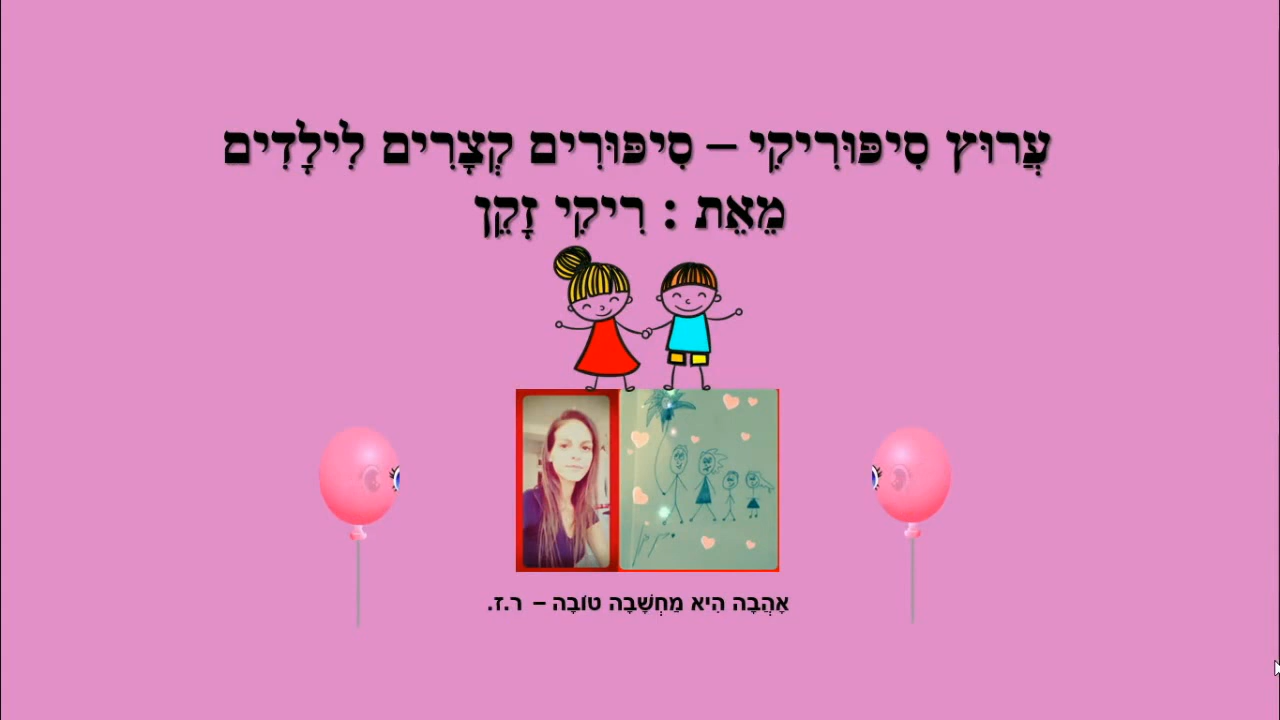 עֲרוּץ סִיפּוּרִיקִי – סִיפּוּרִים קְצָרִים לִילָדִים
מֵאֵת : רִיקִי זָקֵן
אָהֲבָה הִיא מַחְשָׁבָה טוֹבָה – ר.ז.